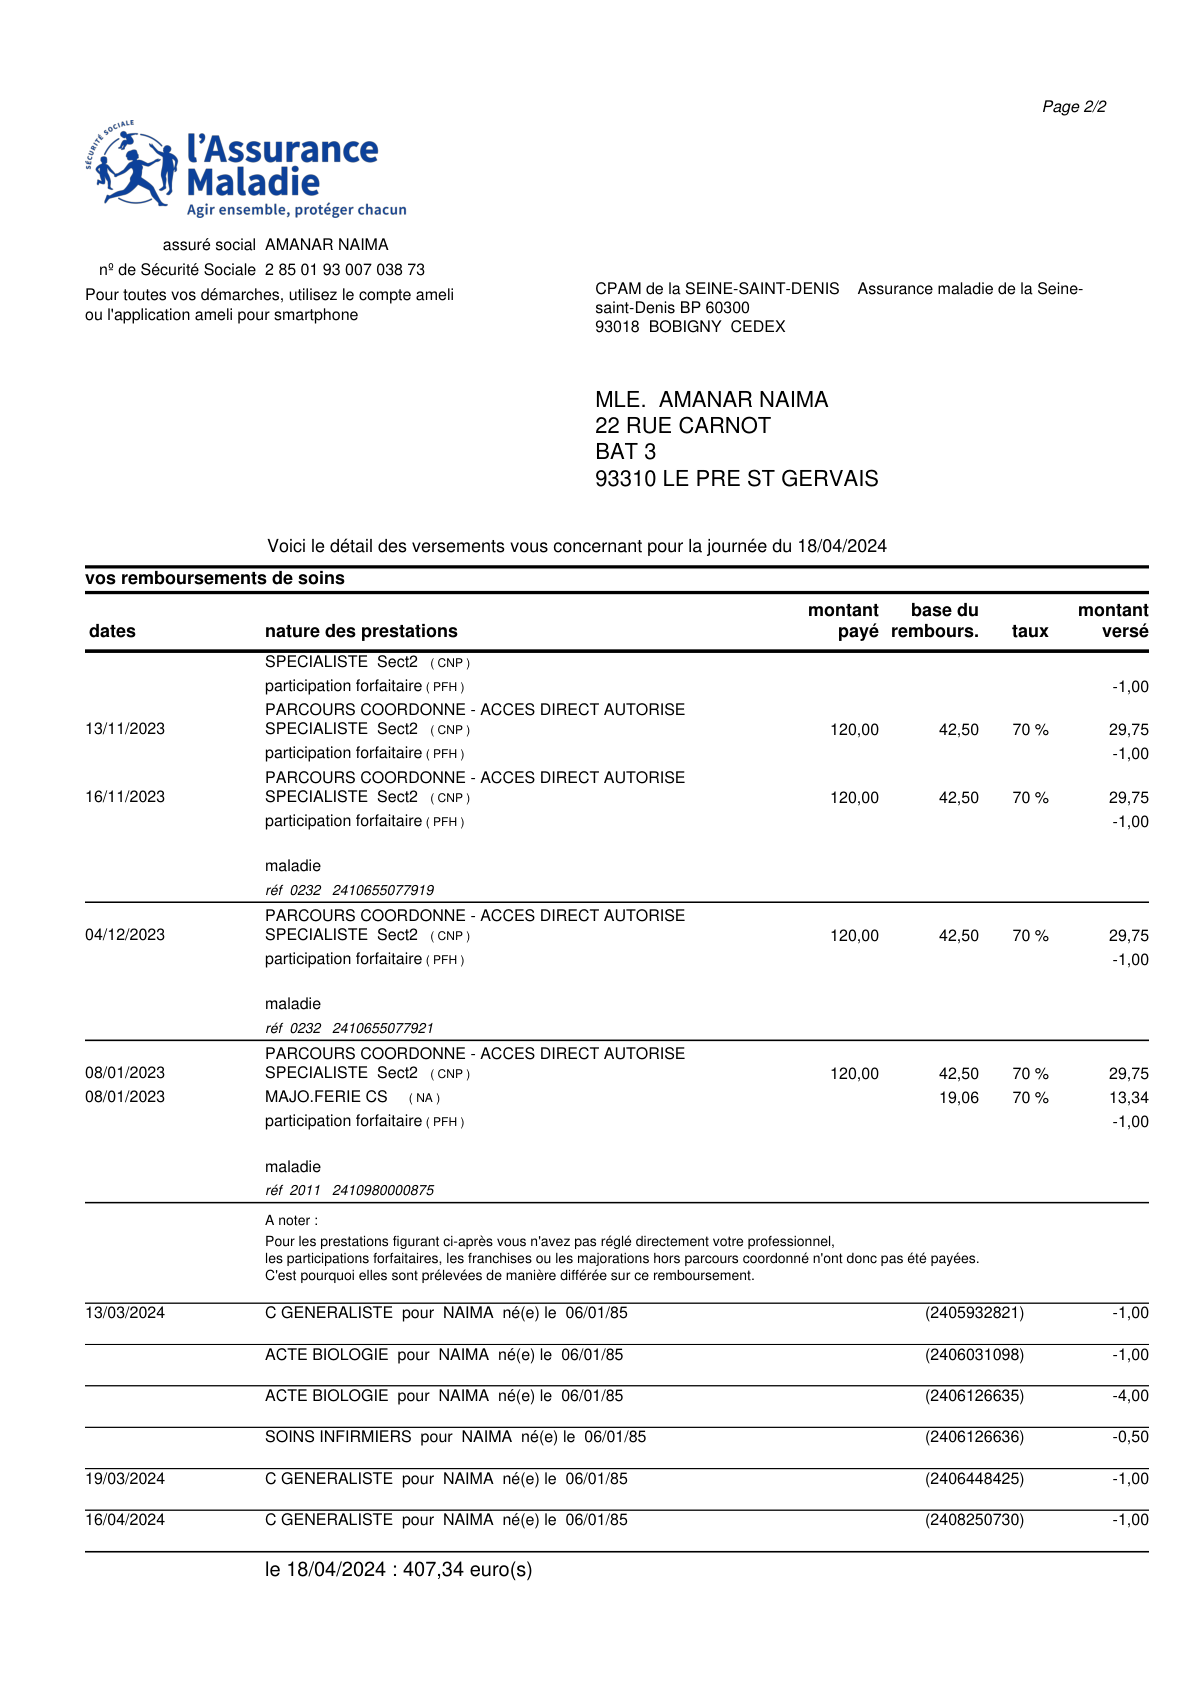 Page 2/2
SÉCURITÉ SOCIALE
l'Assurance
Maladie
Agir ensemble, protéger chacun
assuré social AMANAR NAIMA
nº de Sécurité Sociale 2 85 01 93 007 038 73
Pour toutes vos démarches, utilisez le compte ameli
ou l'application ameli pour smartphone
CPAM de la SEINE-SAINT-DENIS Assurance maladie de la Seine-
saint-Denis BP 60300
93018 BOBIGNY CEDEX
MLE. AMANAR NAIMA
22 RUE CARNOT
BAT 3
93310 LE PRE ST GERVAIS
Voici le détail des versements vous concernant pour la journée du 18/04/2024
vos remboursements de soins
montant base du montant
dates nature des prestations payé rembours. taux versé
SPECIALISTE Sect2 ( CNP )
participation forfaitaire ( PFH ) -1,00
PARCOURS COORDONNE - ACCES DIRECT AUTORISE
13/11/2023 SPECIALISTE Sect2 ( CNP ) 120,00 42,50 70 % 29,75
participation forfaitaire ( PFH ) -1,00
PARCOURS COORDONNE - ACCES DIRECT AUTORISE
16/11/2023 SPECIALISTE Sect2 ( CNP ) 120,00 42,50 70 % 29,75
participation forfaitaire ( PFH ) -1,00
maladie
réf 0232 2410655077919
PARCOURS COORDONNE - ACCES DIRECT AUTORISE
04/12/2023 SPECIALISTE Sect2 ( CNP ) 120,00 42,50 70 % 29,75
participation forfaitaire ( PFH ) -1,00
maladie
réf 0232 2410655077921
PARCOURS COORDONNE - ACCES DIRECT AUTORISE
08/01/2023 SPECIALISTE Sect2 ( CNP ) 120,00 42,50 70 % 29,75
08/01/2023 MAJO.FERIE CS ( NA ) 19,06 70 % 13,34
participation forfaitaire ( PFH ) -1,00
maladie
réf 2011 2410980000875
A noter :
Pour les prestations figurant ci-après vous n'avez pas réglé directement votre professionnel,
les participations forfaitaires, les franchises ou les majorations hors parcours coordonné n'ont donc pas été payées.
C'est pourquoi elles sont prélevées de manière différée sur ce remboursement.
13/03/2024 C GENERALISTE pour NAIMA né(e) le 06/01/85 (2405932821) -1,00
ACTE BIOLOGIE pour NAIMA né(e) le 06/01/85 (2406031098) -1,00
ACTE BIOLOGIE pour NAIMA né(e) le 06/01/85 (2406126635) -4,00
SOINS INFIRMIERS pour NAIMA né(e) le 06/01/85 (2406126636) -0,50
19/03/2024 C GENERALISTE pour NAIMA né(e) le 06/01/85 (2406448425) -1,00
16/04/2024 C GENERALISTE pour NAIMA né(e) le 06/01/85 (2408250730) -1,00
le 18/04/2024 : 407,34 euro(s)